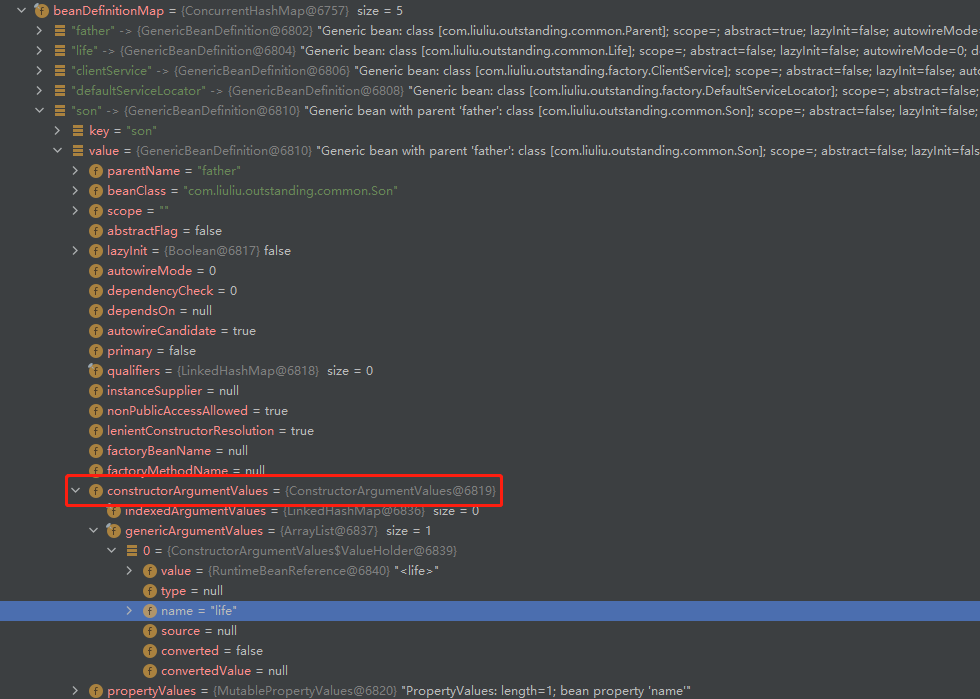 beanDefinitionMap = {ConcurrentHashMap@6757} size = 5
"father" -> {GenericBeanDefinition@6802} "Generic bean: class [com.liuliu.outstanding.common.Parent]; scope=; abstract=true; lazyInit=false; autowireMode
"life" -> {GenericBeanDefinition@6804} "Generic bean: class [com.liuliu.outstanding.common.Life]; scope=; abstract=false; lazyInit=false; autowireMode=0; d
"clientService" -> {GenericBeanDefinition@6806} "Generic bean: class [com.liuliu.outstanding.factory.ClientService]; scope=; abstract=false; lazyInit=false; auto
"defaultServiceLocator" -> {GenericBeanDefinition@6808} "Generic bean: class [com.liuliu.outstanding.factory.DefaultServiceLocator]; scope=; abstract=false;
"son" -> {GenericBeanDefinition@6810} "Generic bean with parent 'father': class [com.liuliu.outstanding.common.Son]; scope=; abstract=false; lazyInit=false;
key = "son"
value = {GenericBeanDefinition@6810} "Generic bean with parent 'father': class [com.liuliu.outstanding.common.Son]; scope=; abstract=false; lazyInit=fals
parentName = "father"
beanClass = "com.liuliu.outstanding.common.Son"
scope = ""
abstractFlag = false
lazyInit = {Boolean@6817} false
autowireMode = 0
dependencyCheck = 0
dependsOn = null
autowireCandidate = true
primary = false
qualifiers = {LinkedHashMap@6818} size = 0
instanceSupplier = null
nonPublicAccessAllowed = true
lenientConstructorResolution = true
factoryBeanName = null
factoryMethodName = null
constructorArgumentValues = {ConstructorArgumentValues@6819}
indexedArgumentValues = {LinkedHashMap@6836} size = 0
genericArgumentValues = {ArrayList@6837} size = 1
0 = {ConstructorArgumentValues$ValueHolder@6839}
value = {RuntimeBeanReference@6840} "<life>"
type = null
name = "life"
source = null
converted = false
convertedValue = null
propertyValues = {MutablePropertyValues@6820} "PropertyValues: length=1; bean property 'name'"